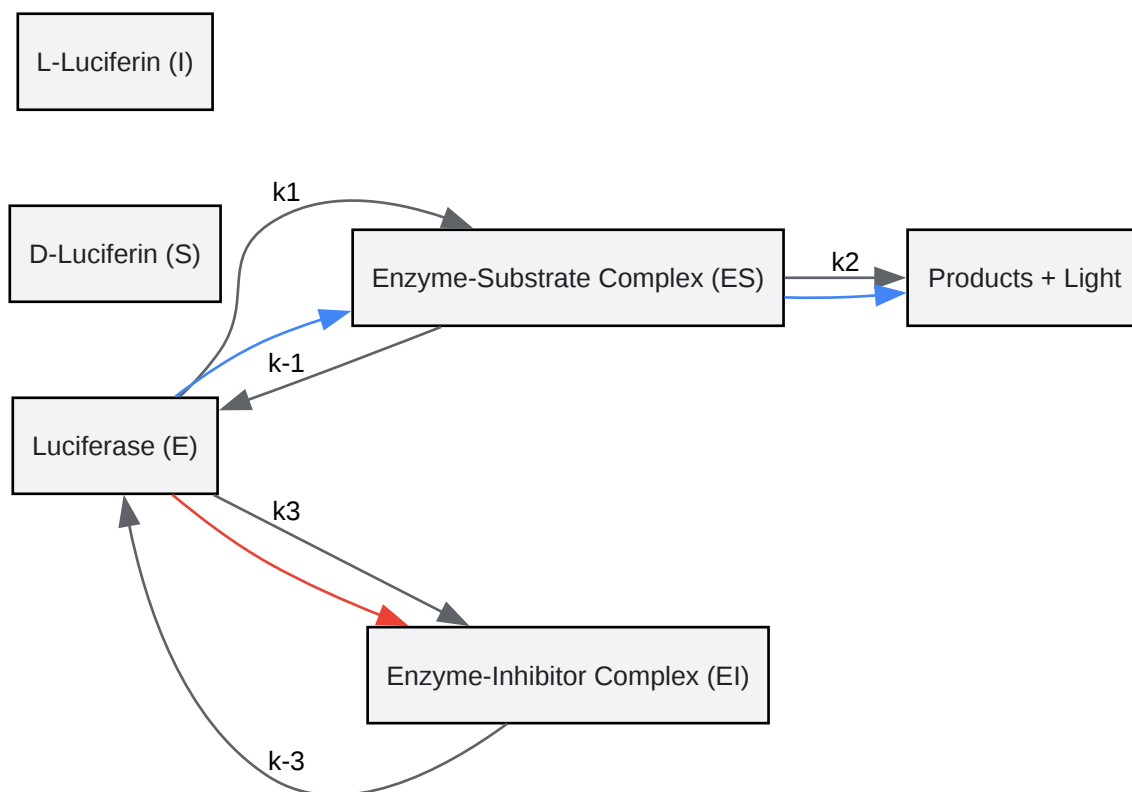 L-Luciferin (I)
k1
D-Luciferin (S)
Enzyme-Substrate Complex (ES)
k2
Products + Light
k-1
Luciferase (E)
k3
Enzyme-Inhibitor Complex (EI)
k-3